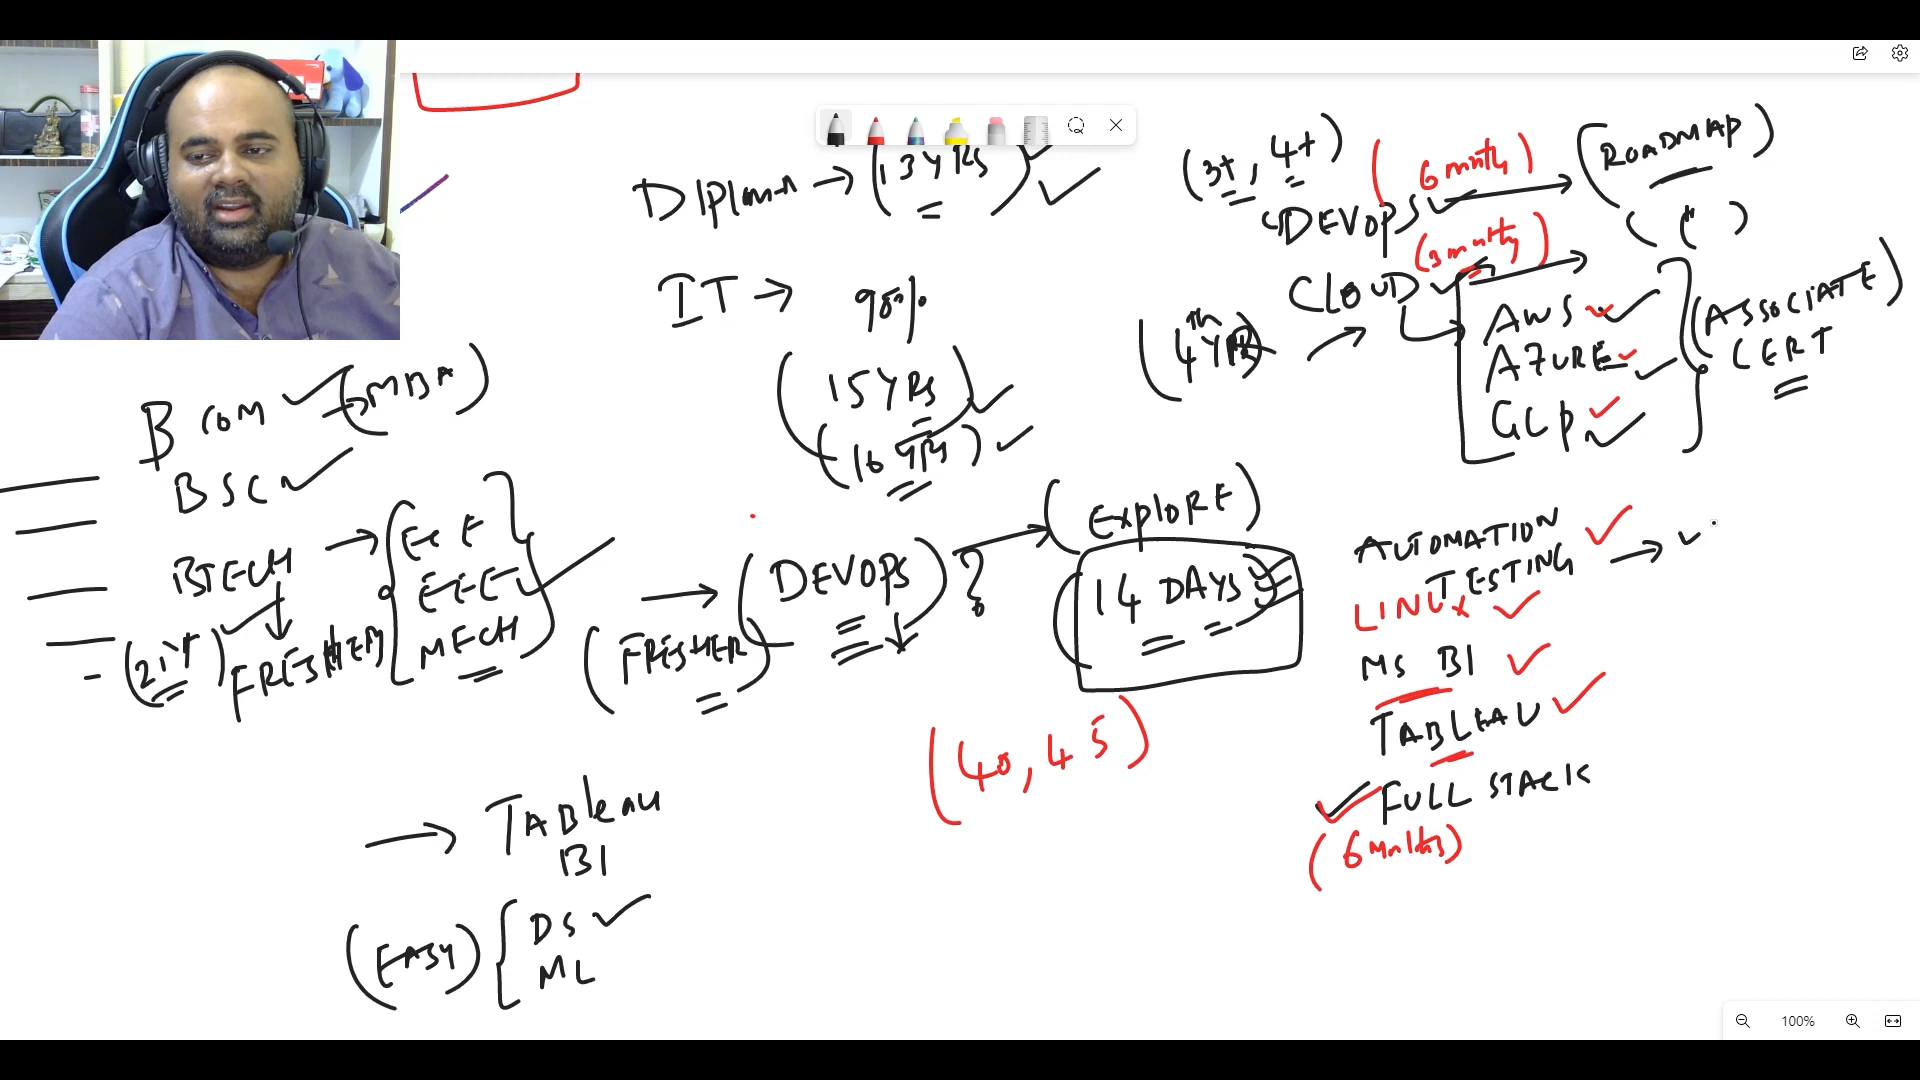 Diploma → (13 YRS)
(3+, 4+)
(6 months)
(ROADMAP)
DEVOPS
(3 months)
IT → 98%
CLOUD
(4th YR)
AWS
AZURE
GCP
(ASSOCIATE)
CERT
(15 YRS)
(16 YRS)
B COM → (MBA)
BSC
BTECH → ECE
EEE
MECH
(21Y)
FRESHER
(FRESHER) → (DEVOPS)?
(EXPLORE)
14 DAYS
AUTOMATION
TESTING →
LINUX
MS BI
TABLEAU
FULL STACK
(6 months)
(40, 45)
→ TABleau
BI
(EASY)
DS
ML
100%